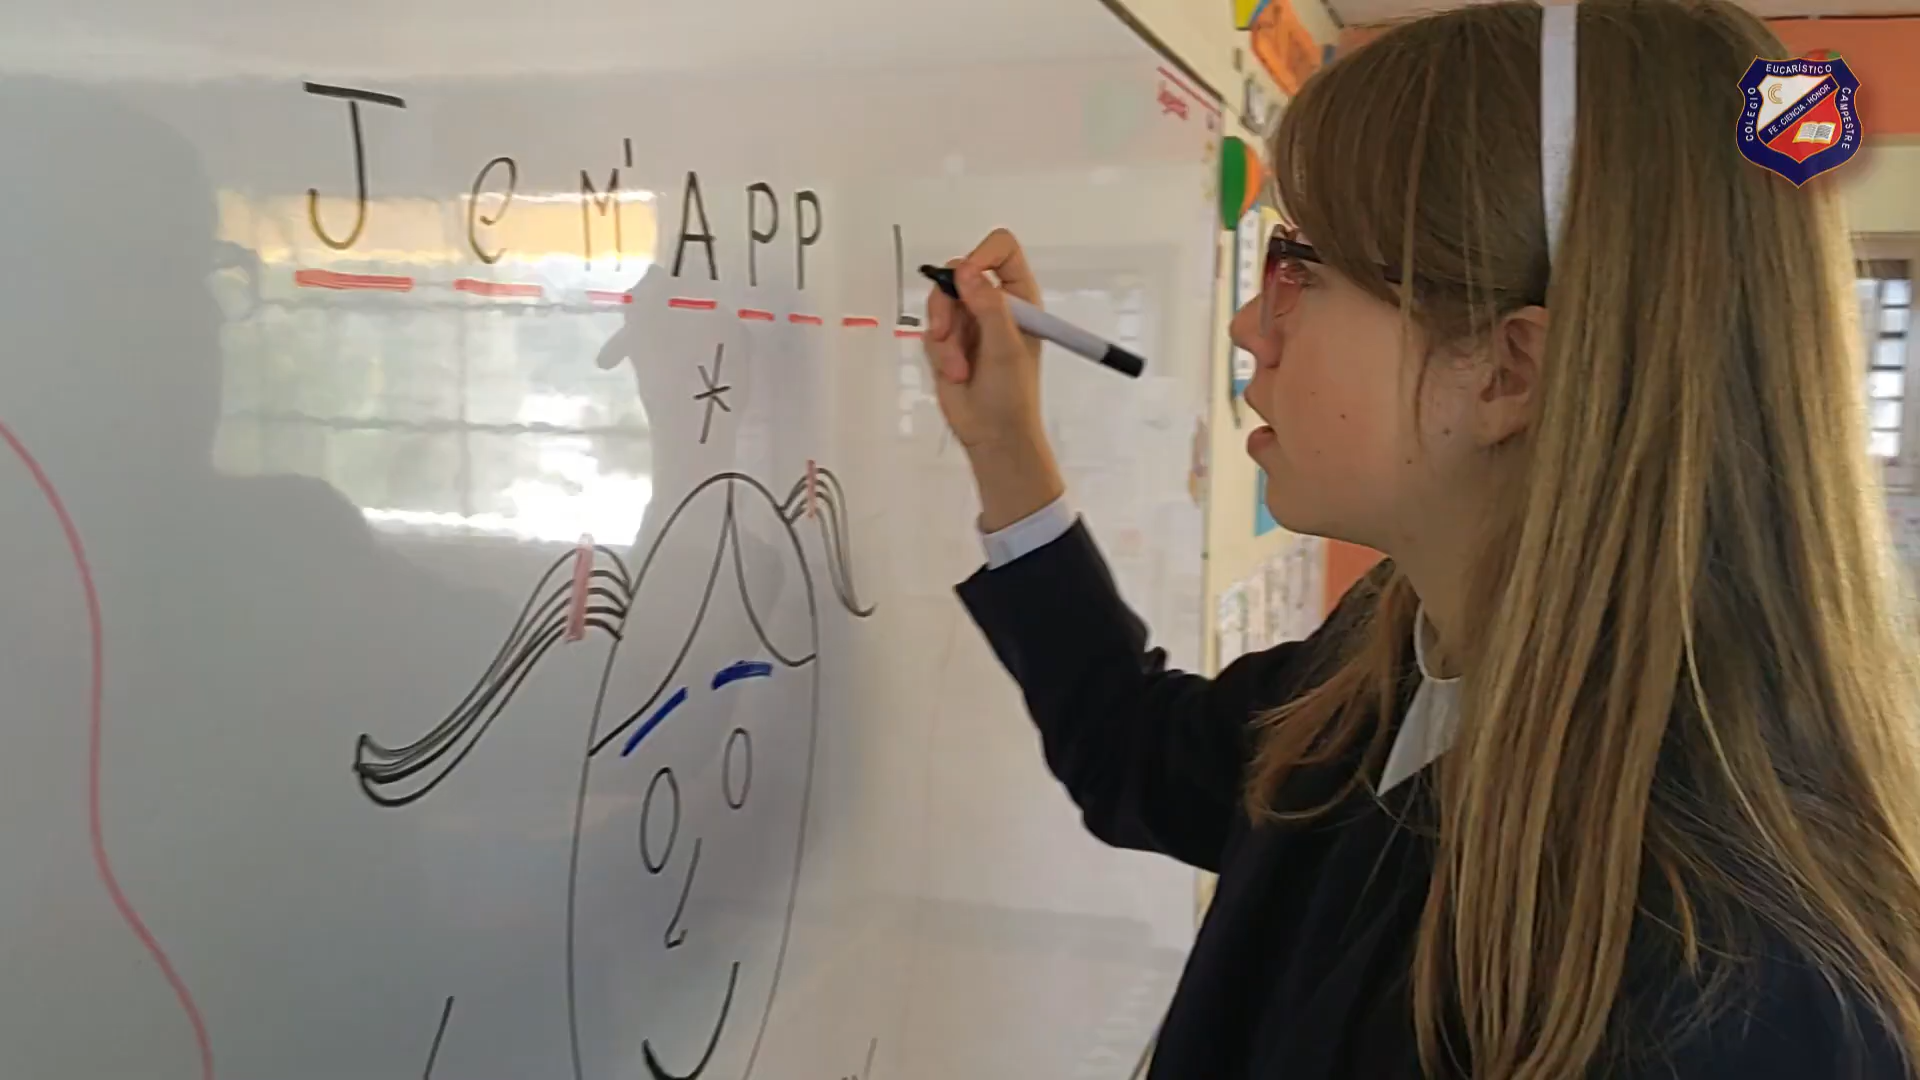 Je M'APP L
COLEGIO EUCARÍSTICO CAMPESTRE
FE - CIENCIA - HONOR